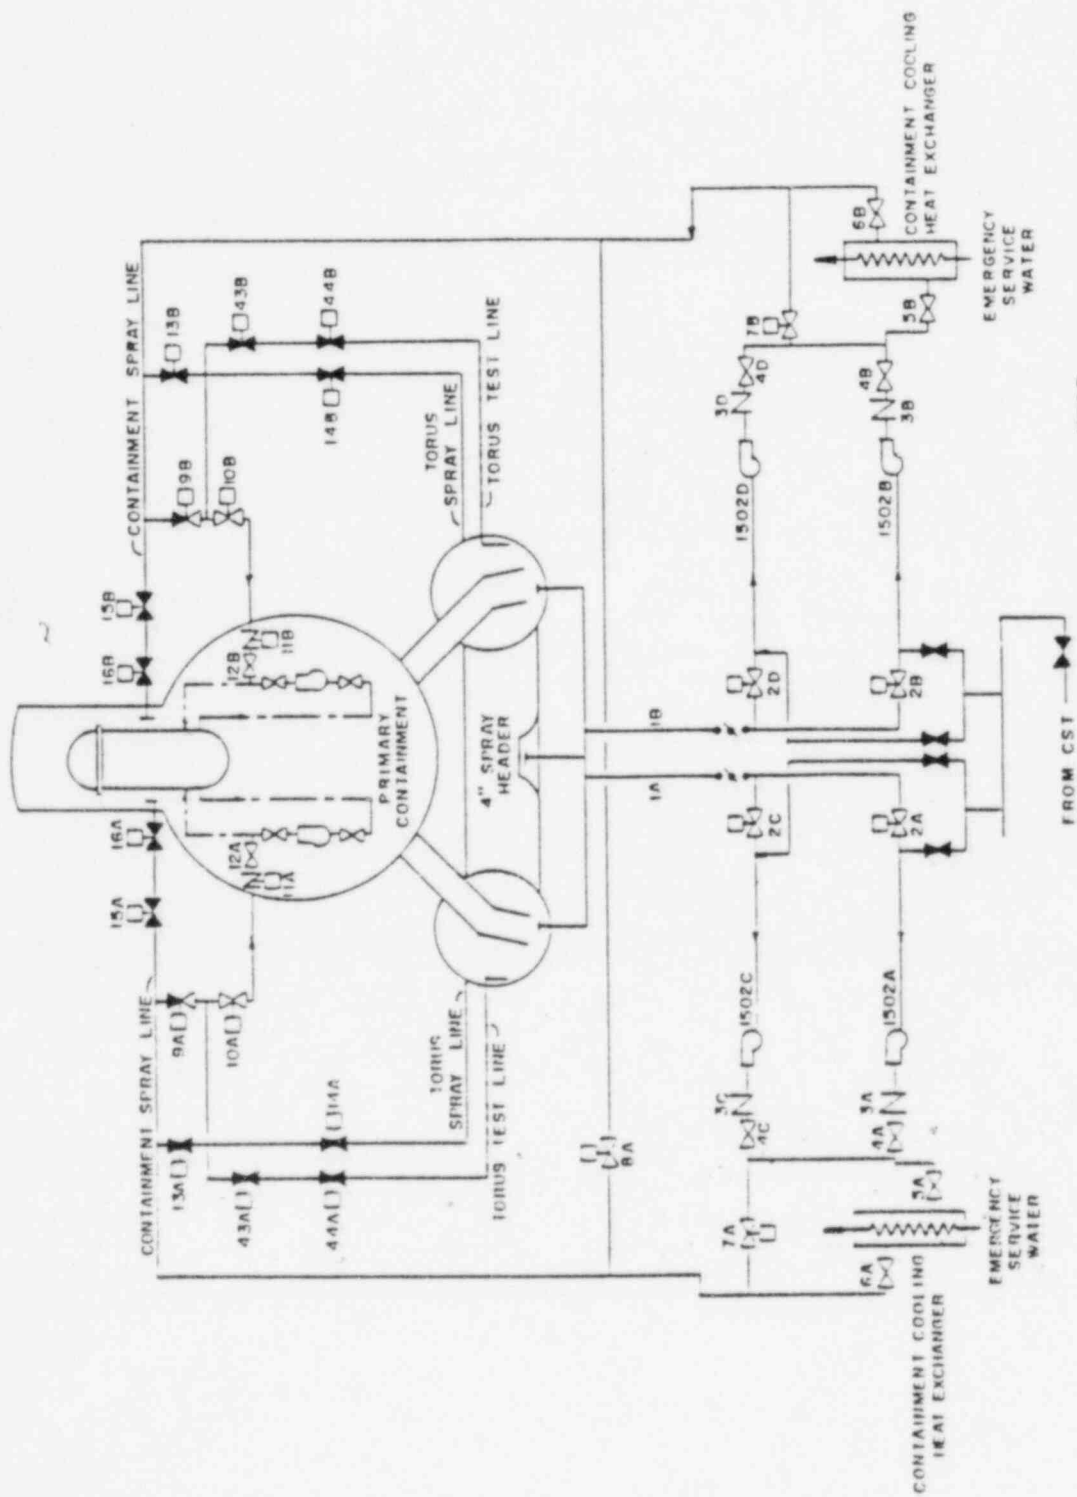 CONTAINMENT SPRAY LINE
15A
16A
16B
15B
CONTAINMENT SPRAY LINE
9A
10A
13A
43A
14A
44A
12A
11A
12B
11B
9B
10B
13B
43B
14B
44B
PRIMARY
CONTAINMENT
4" SPRAY
HEADER
TORUS
SPRAY LINE
TORUS TEST LINE
TORUS
SPRAY LINE
TORUS TEST LINE
8A
1A
1B
7A
4C
3C
1502C
2C
2D
1502D
3D
4D
7B
6A
5A
4A
3A
1502A
2A
2B
1502B
3B
4B
5B
6B
CONTAINMENT COOLING
HEAT EXCHANGER
EMERGENCY
SERVICE
WATER
FROM CST
EMERGENCY
SERVICE
WATER
CONTAINMENT COOLING
HEAT EXCHANGER